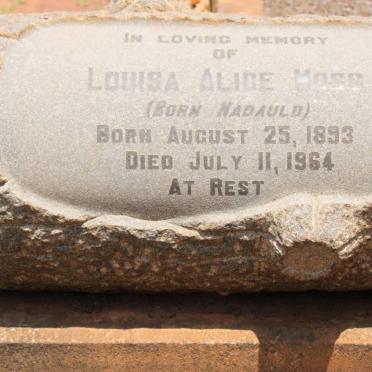 IN LOVING MEMORY
OF
LOUISA ALICE MOSS
(BORN NADAULD)
BORN AUGUST 25, 1893
DIED JULY 11, 1964
AT REST